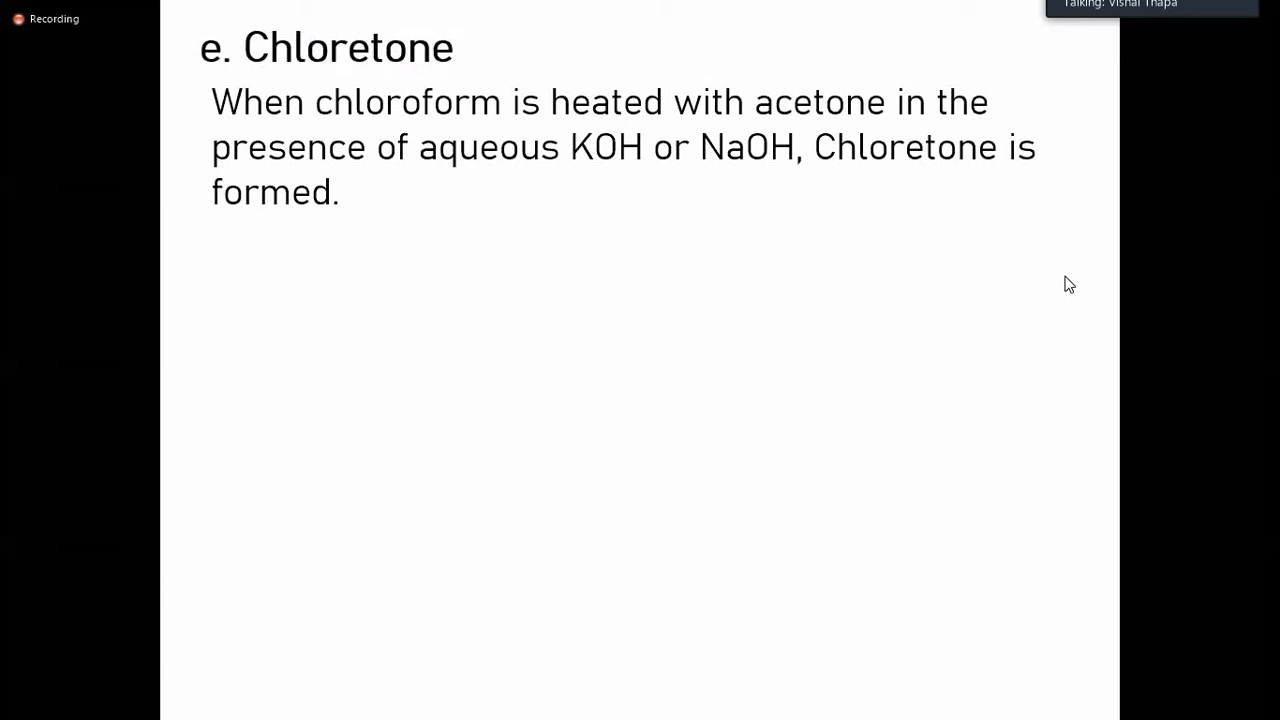 Recording
Talking: Vishal Thapa
e. Chloretone
When chloroform is heated with acetone in the
presence of aqueous KOH or NaOH, Chloretone is
formed.